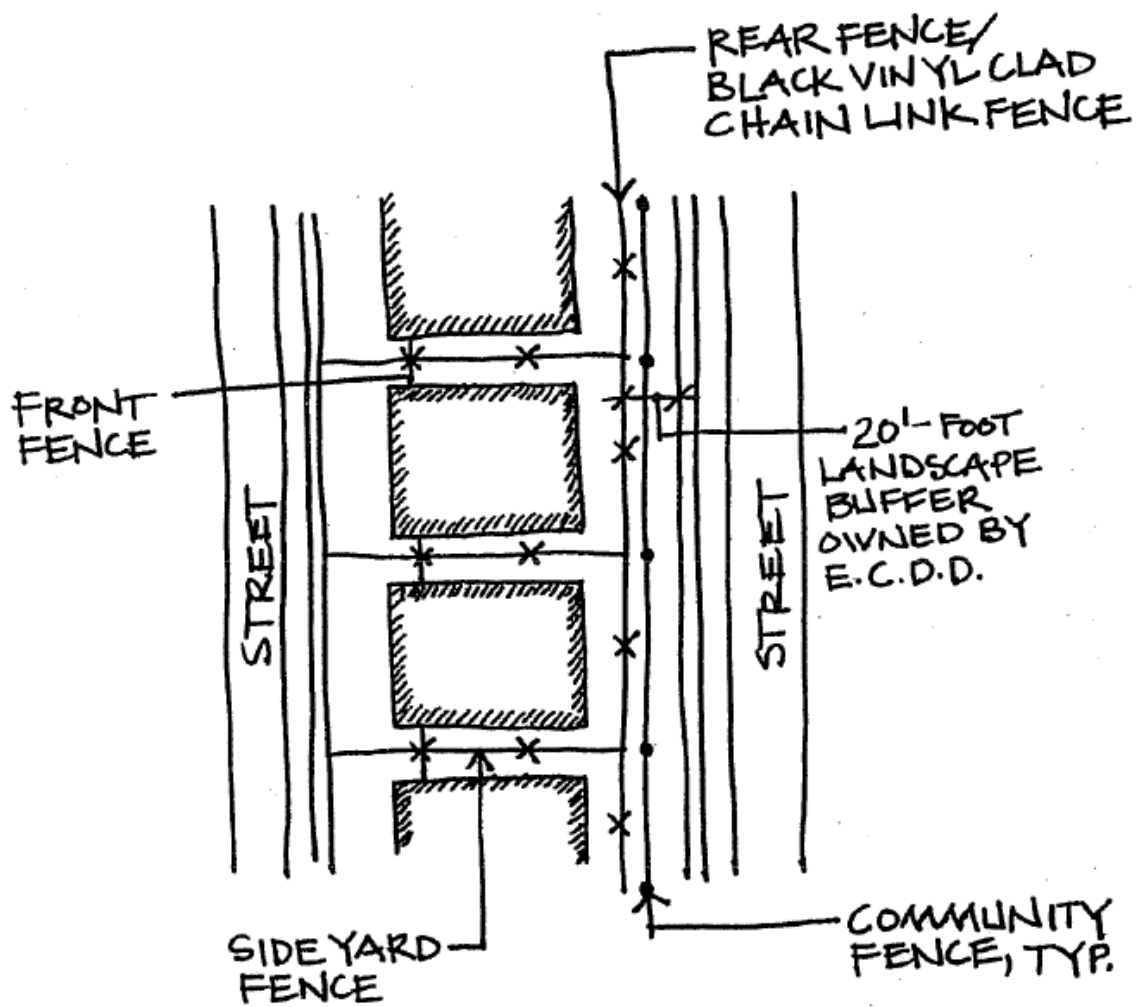 REAR FENCE/
BLACK VINYL CLAD
CHAIN LINK FENCE
FRONT
FENCE
20'-FOOT
LANDSCAPE
BUFFER
OWNED BY
E.C.D.D.
STREET
STREET
SIDE YARD
FENCE
COMMUNITY
FENCE, TYP.